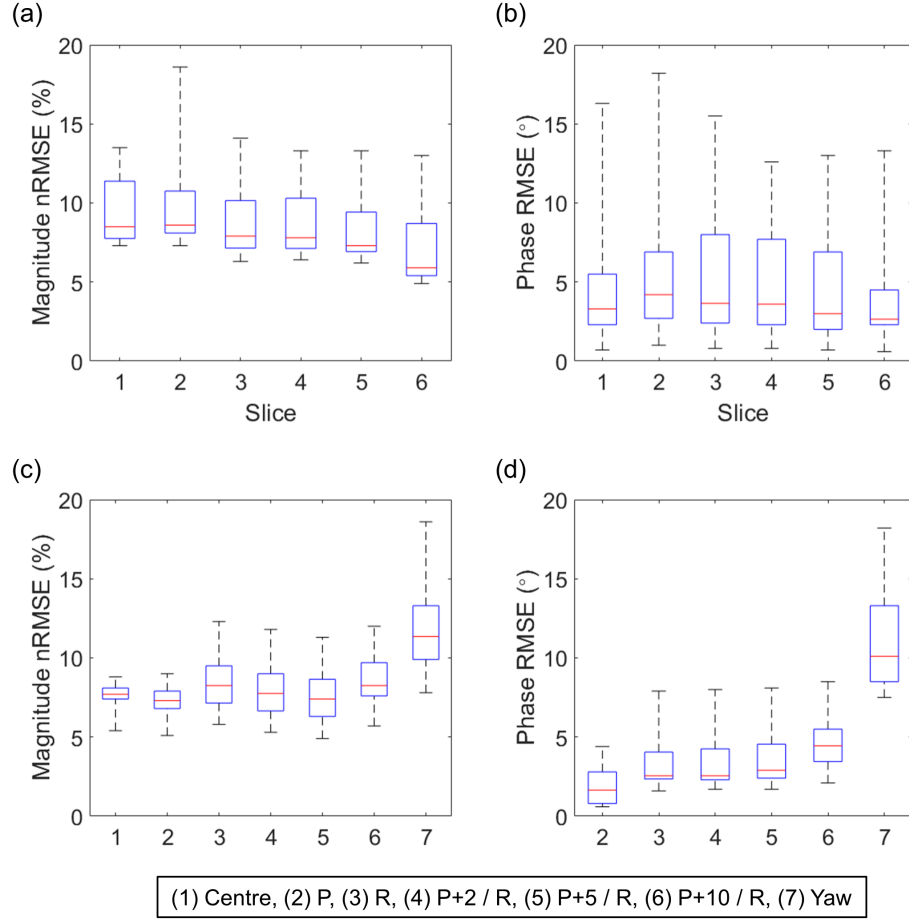 (a)
Magnitude nRMSE (%)
20
15
10
5
0
1 2 3 4 5 6
Slice
(b)
Phase RMSE (°)
20
15
10
5
0
1 2 3 4 5 6
Slice
(c)
Magnitude nRMSE (%)
20
15
10
5
0
1 2 3 4 5 6 7
(d)
Phase RMSE (°)
20
15
10
5
0
2 3 4 5 6 7
(1) Centre, (2) P, (3) R, (4) P+2 / R, (5) P+5 / R, (6) P+10 / R, (7) Yaw